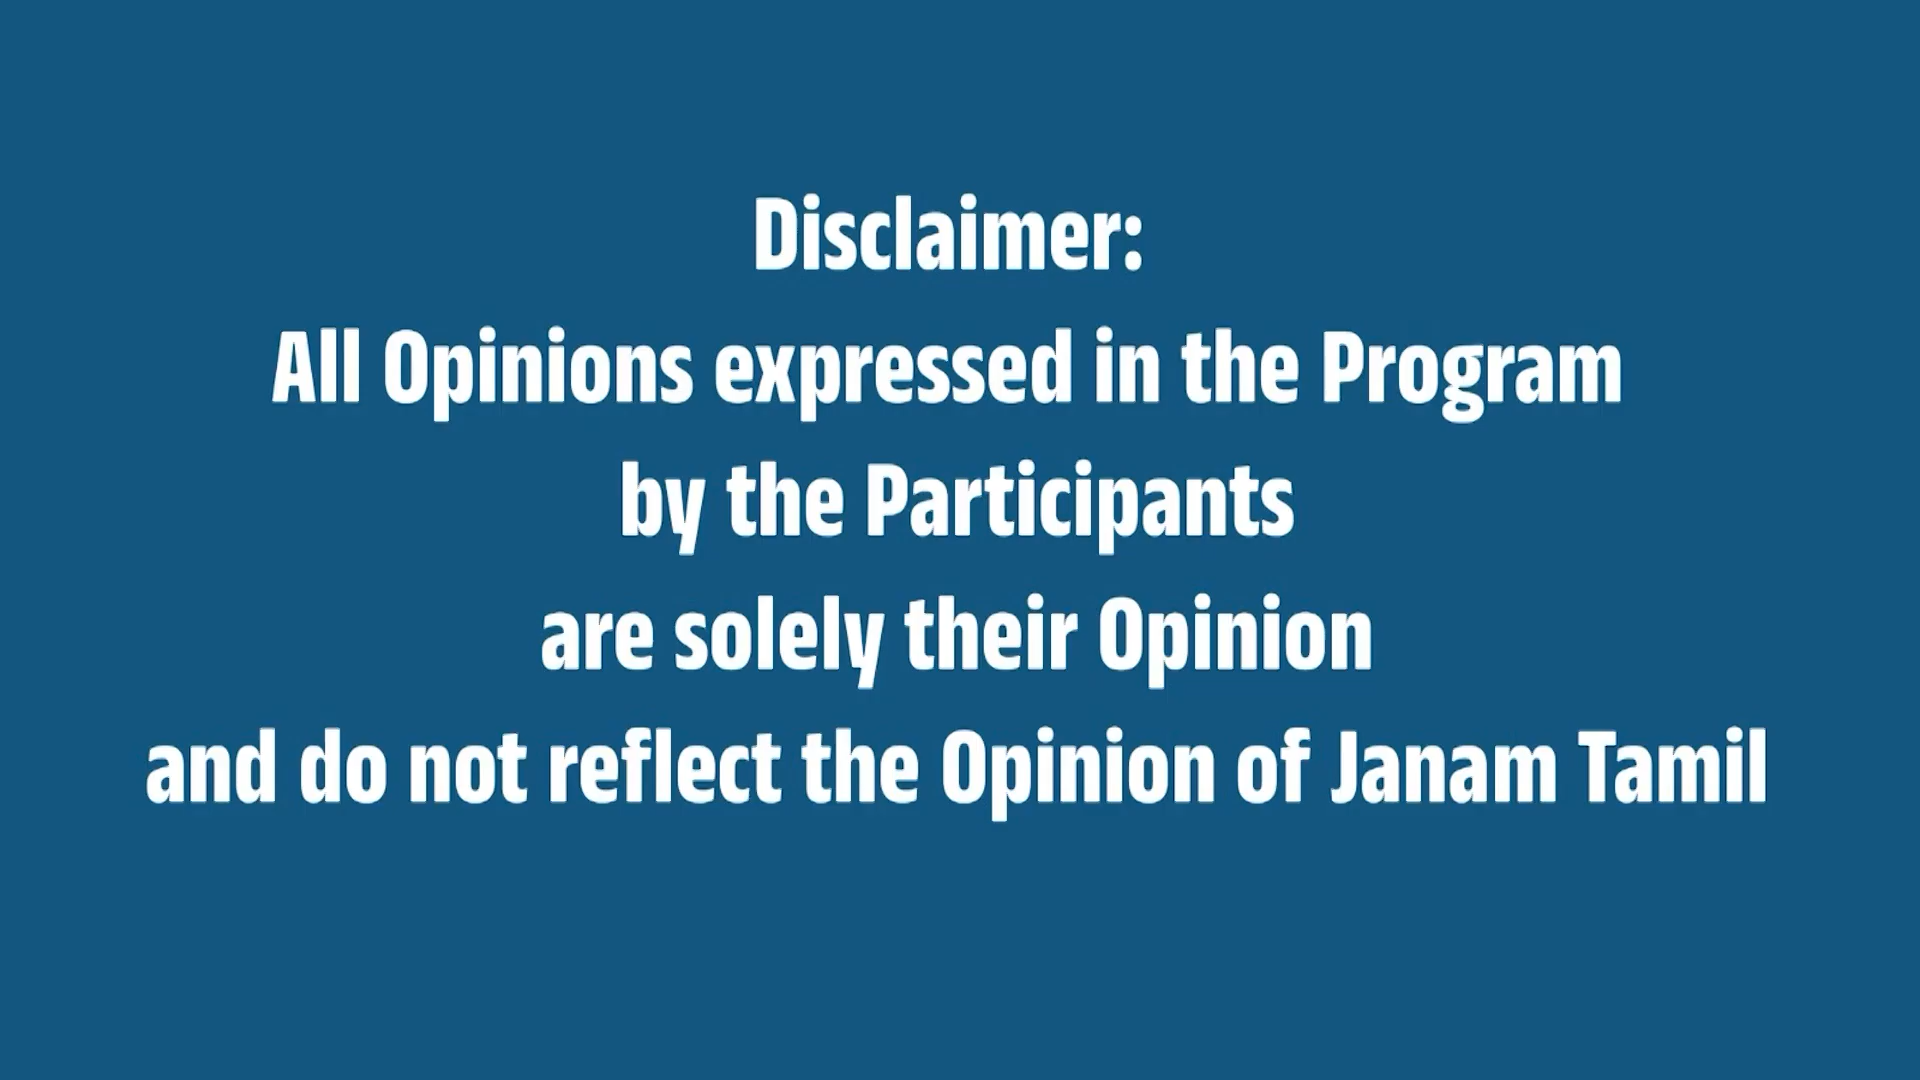 Disclaimer:
All Opinions expressed in the Program
by the Participants
are solely their Opinion
and do not reflect the Opinion of Janam Tamil